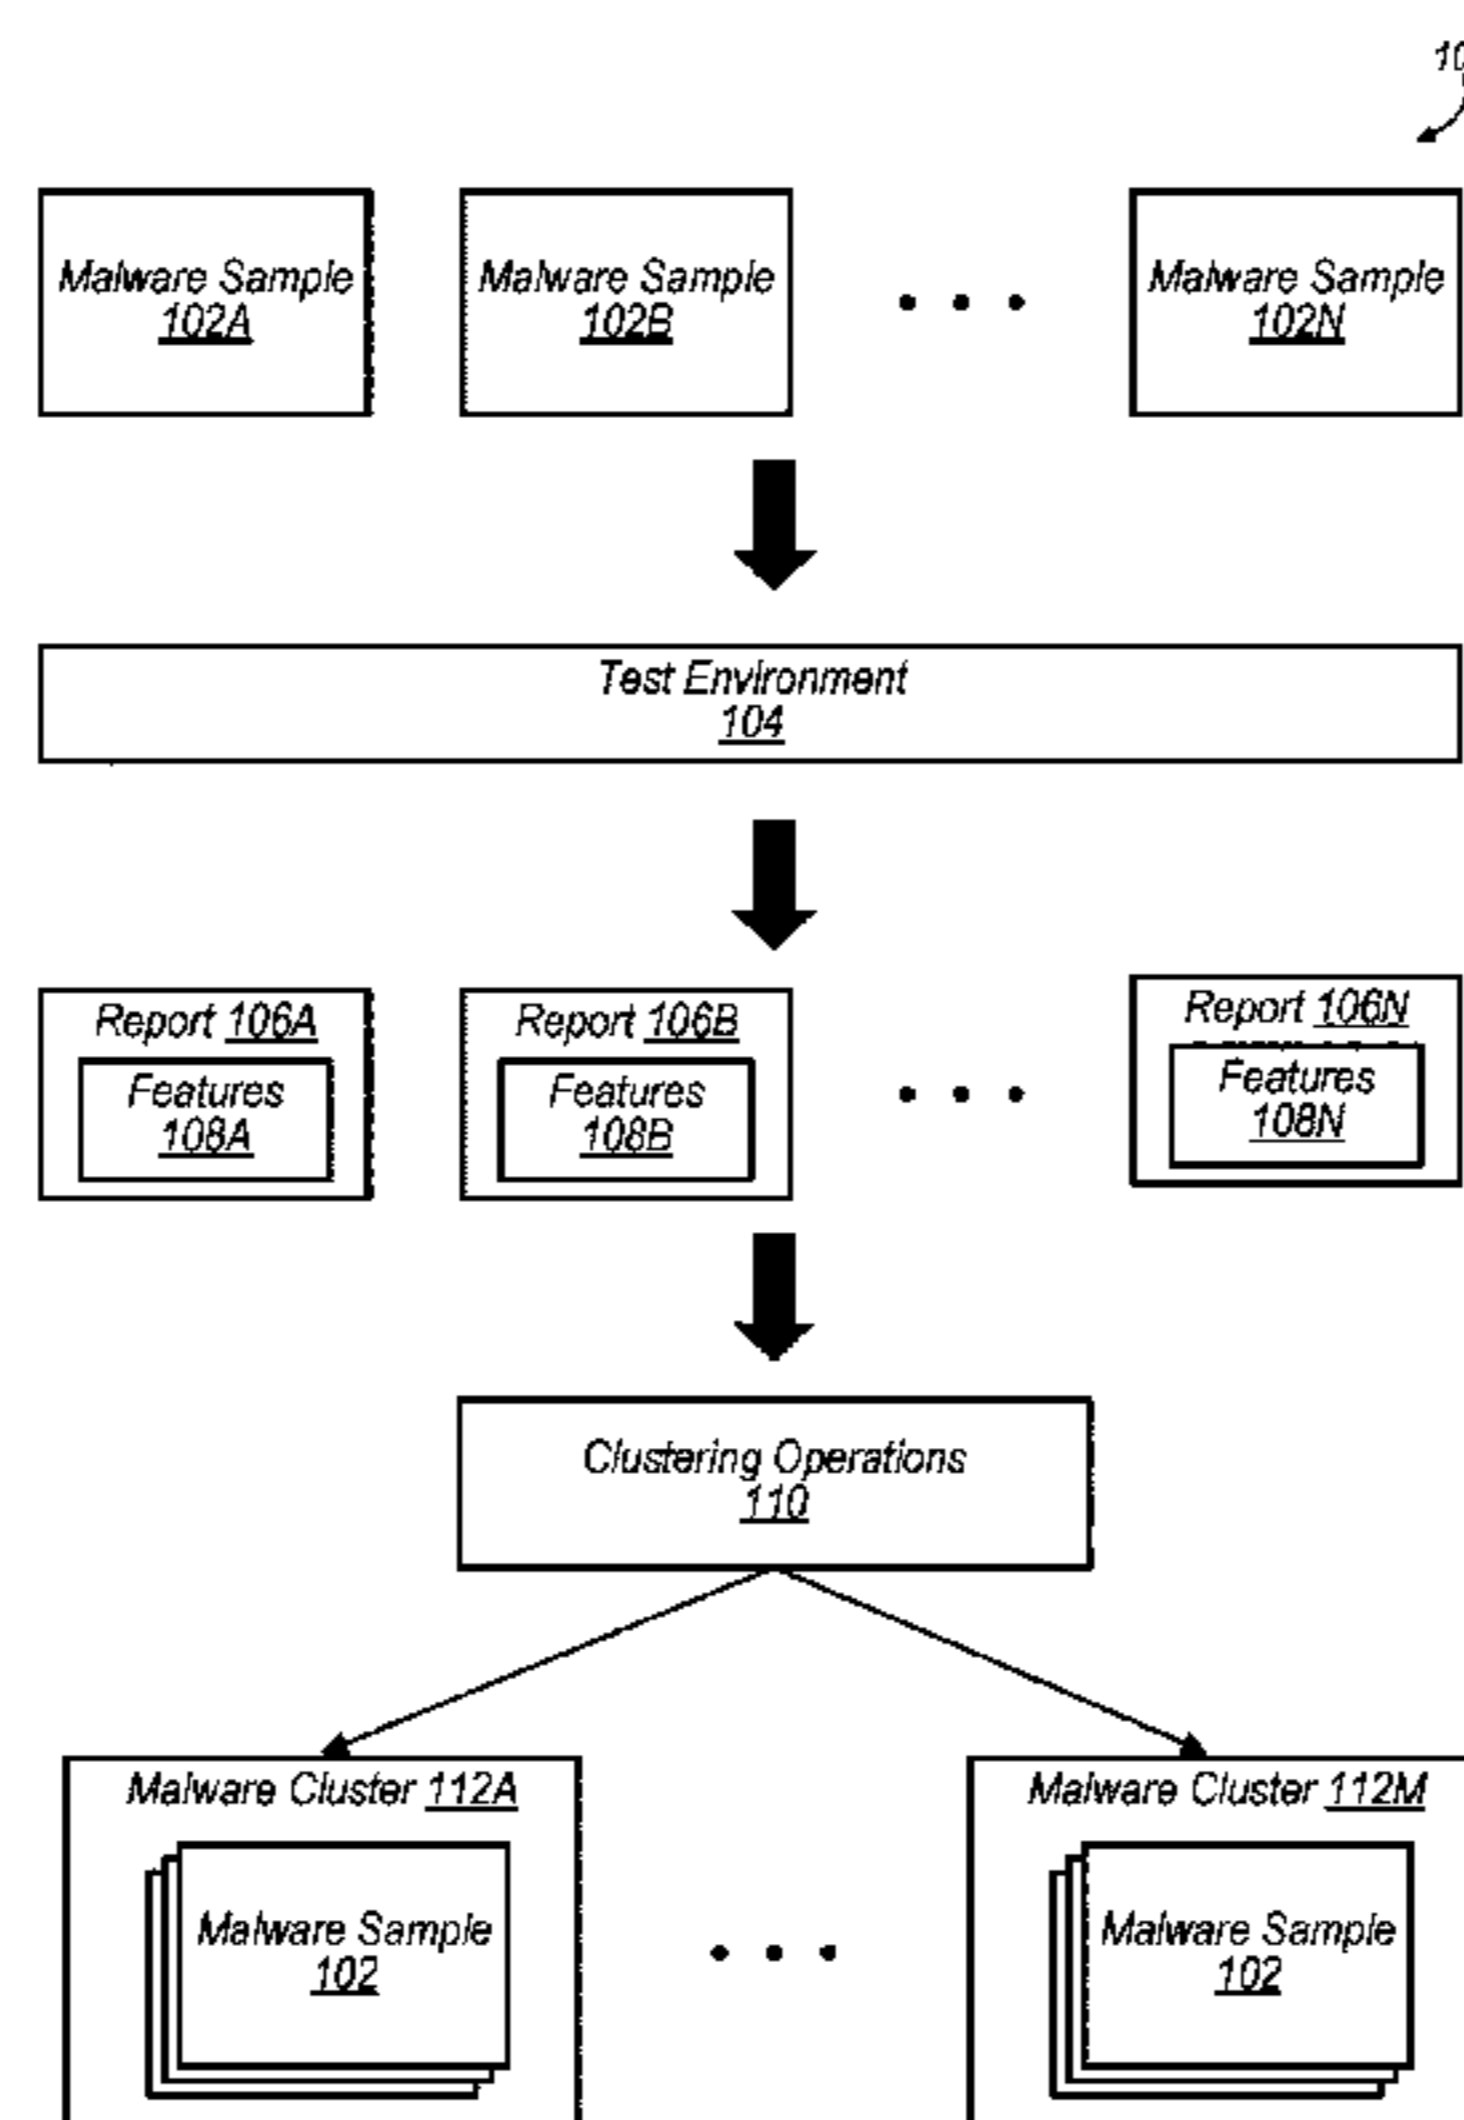 Malware Sample
102A
Malware Sample
102B
Malware Sample
102N
Test Environment
104
Report 106A
Features
108A
Report 106B
Features
108B
Report 106N
Features
108N
Clustering Operations
110
Malware Cluster 112A
Malware Sample
102
Malware Cluster 112M
Malware Sample
102